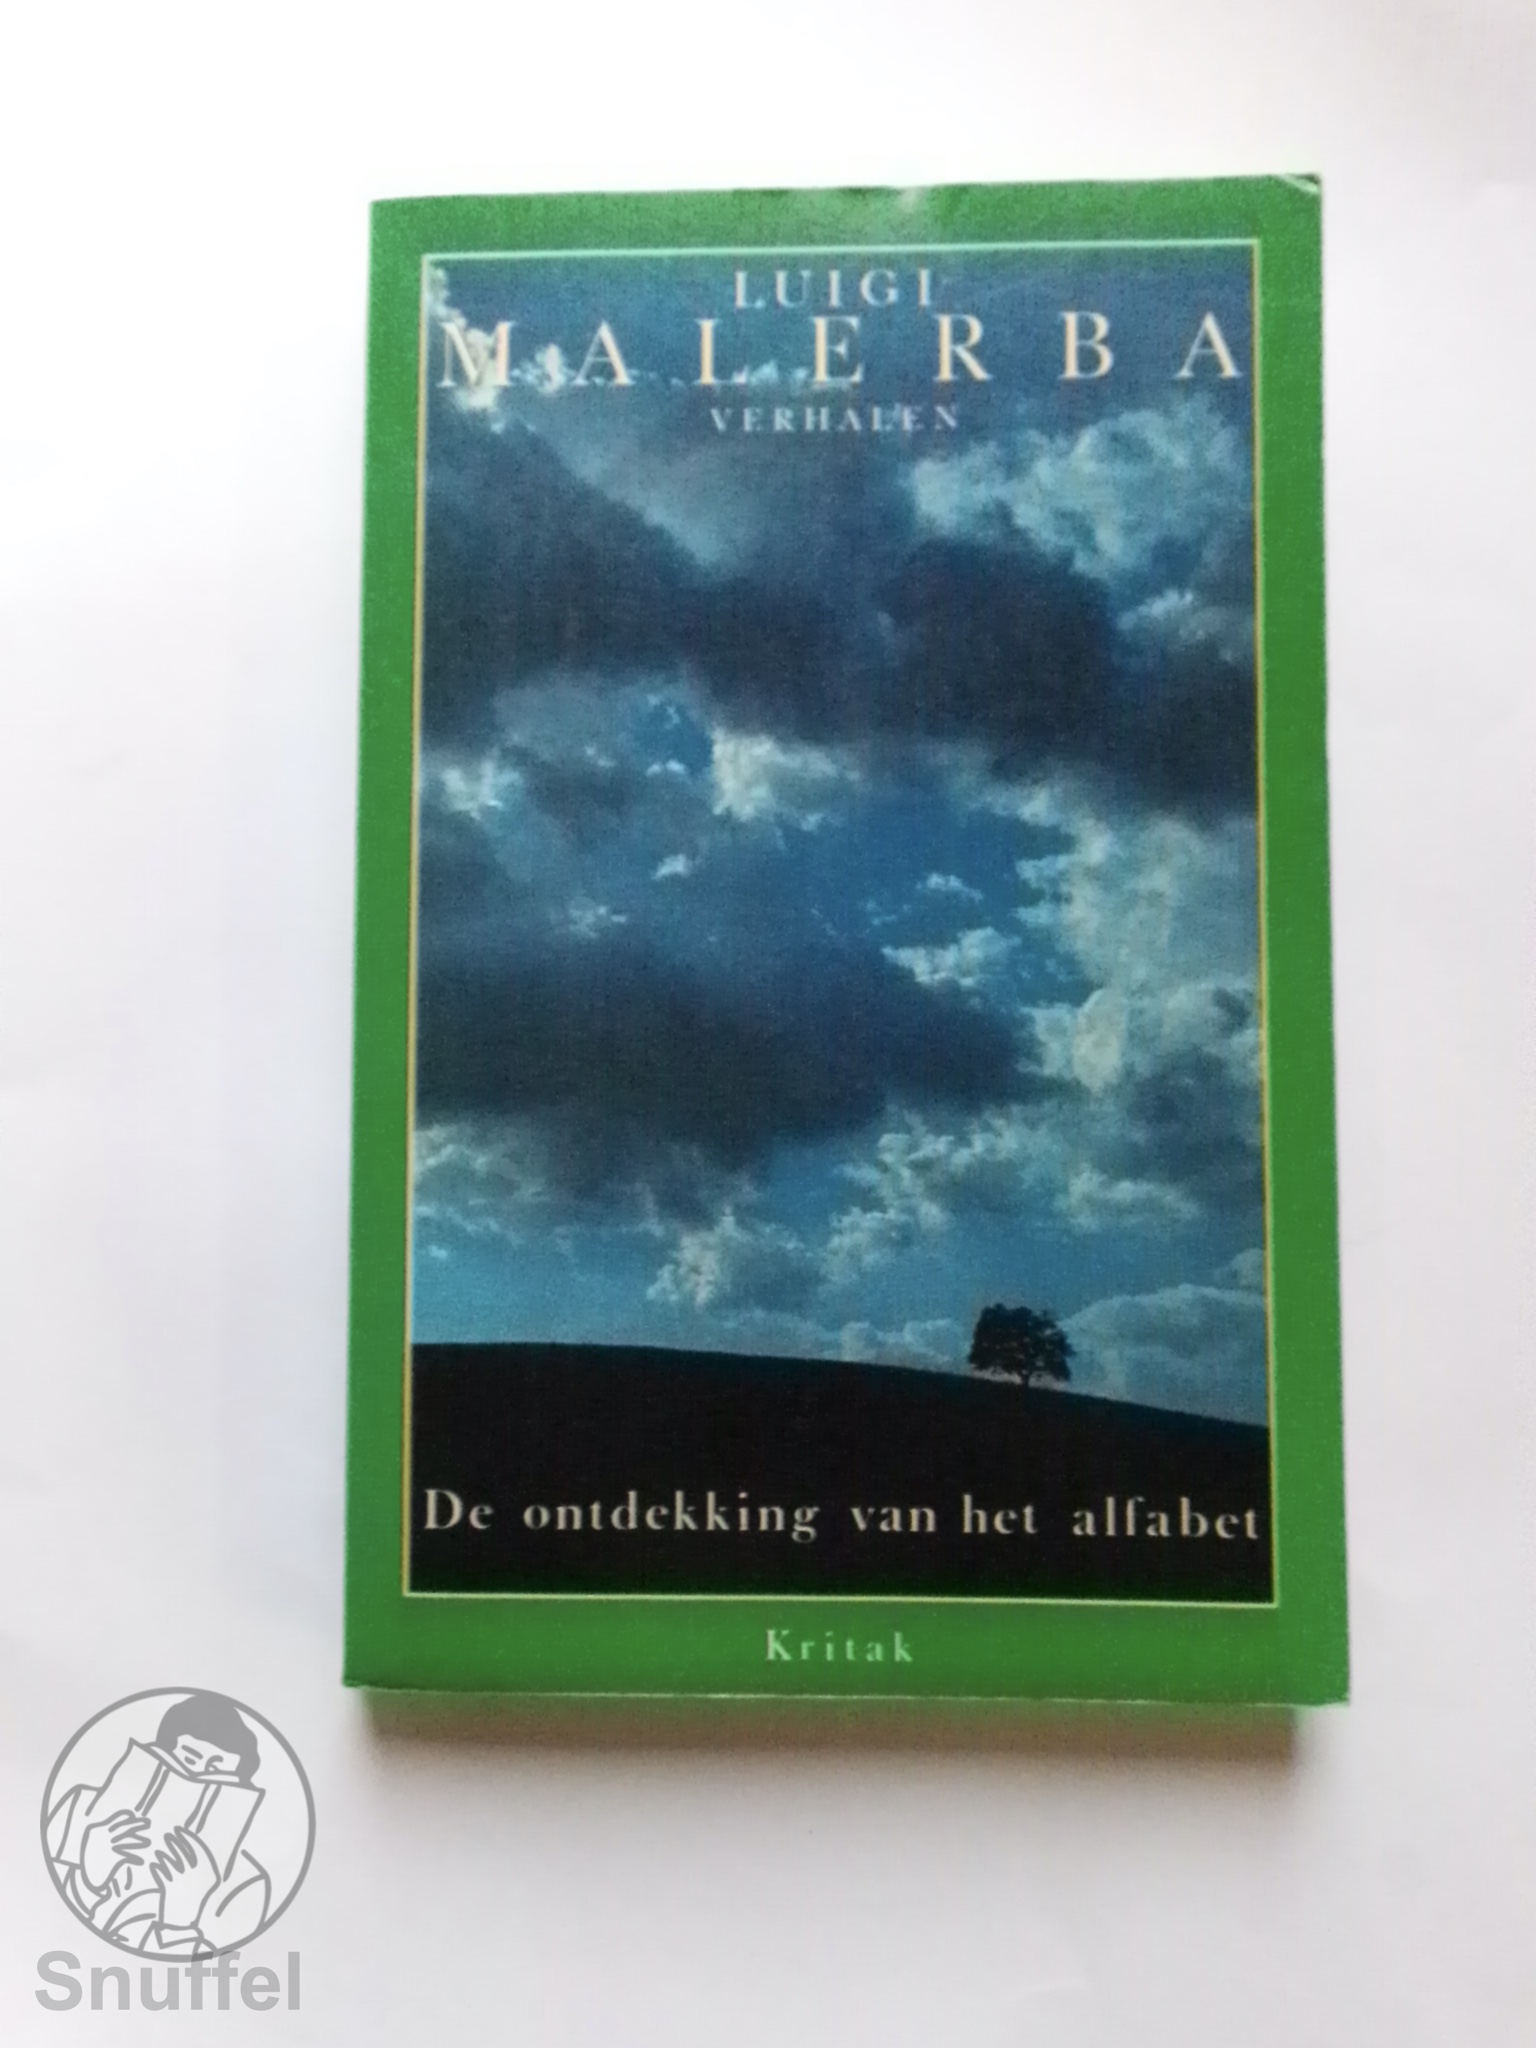 LUIGI
MALERBA
VERHALEN
De ontdekking van het alfabet
Kritak
Snuffel